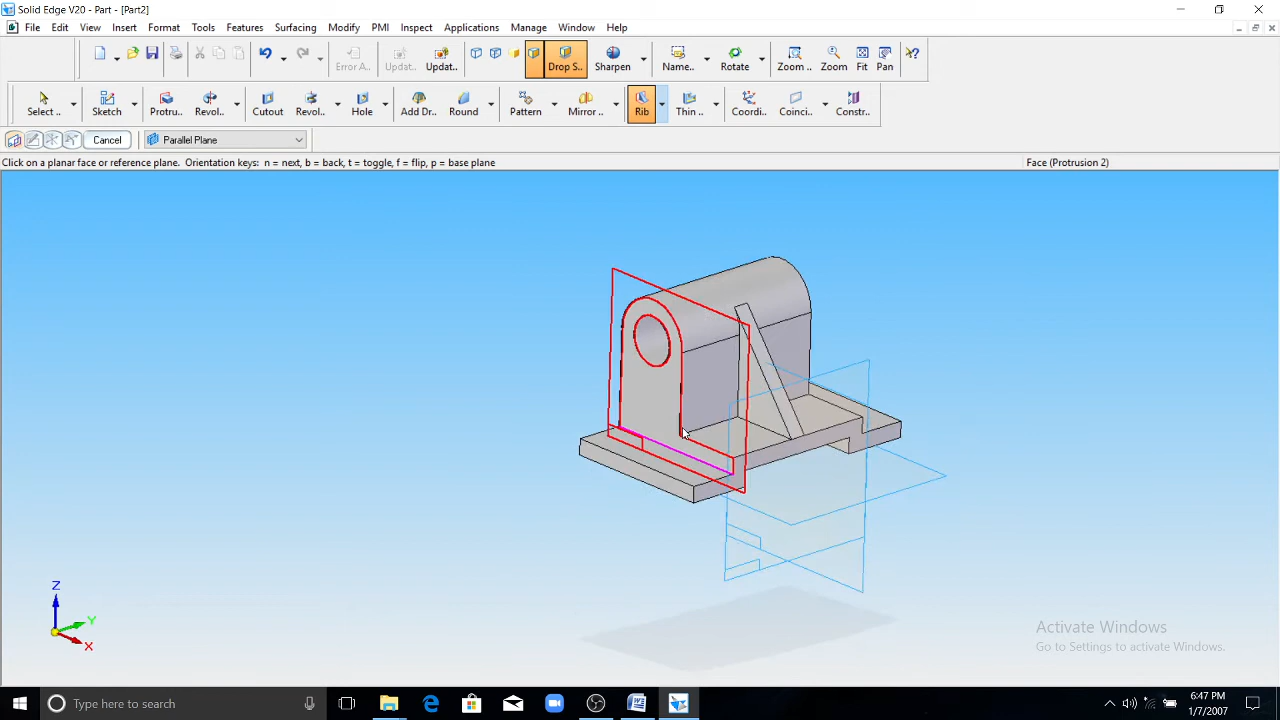 Solid Edge V20 - Part - [Part2]
File Edit View Insert Format Tools Features Surfacing Modify PMI Inspect Applications Manage Window Help
Error A.. Updat.. Updat.. Drop S.. Sharpen Name.. Rotate Zoom .. Zoom Fit Pan
Select .. Sketch Protru.. Revol.. Cutout Revol.. Hole Add Dr.. Round Pattern Mirror .. Rib Thin .. Coordi.. Coinci.. Constr..
Cancel Parallel Plane
Click on a planar face or reference plane. Orientation keys: n = next, b = back, t = toggle, f = flip, p = base plane Face (Protrusion 2)
Z
Y
X
Activate Windows
Go to Settings to activate Windows.
Type here to search
6:47 PM
1/7/2007